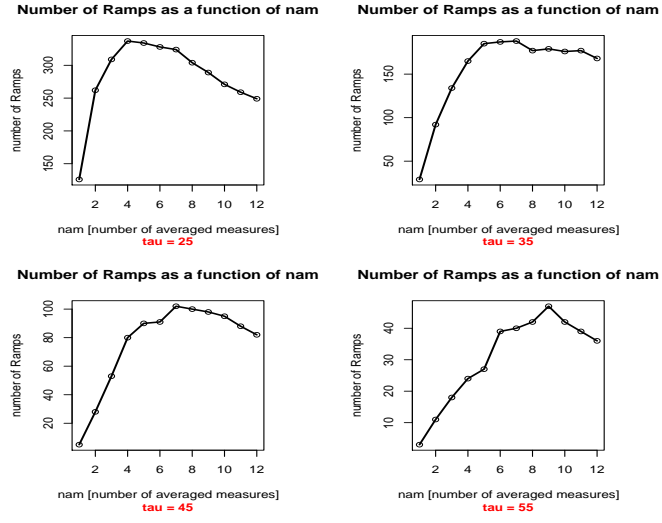 Number of Ramps as a function of nam
number of Ramps
150 200 250 300
2 4 6 8 10 12
nam [number of averaged measures]
tau = 25
Number of Ramps as a function of nam
number of Ramps
50 100 150
2 4 6 8 10 12
nam [number of averaged measures]
tau = 35
Number of Ramps as a function of nam
number of Ramps
20 40 60 80 100
2 4 6 8 10 12
nam [number of averaged measures]
tau = 45
Number of Ramps as a function of nam
number of Ramps
10 20 30 40
2 4 6 8 10 12
nam [number of averaged measures]
tau = 55